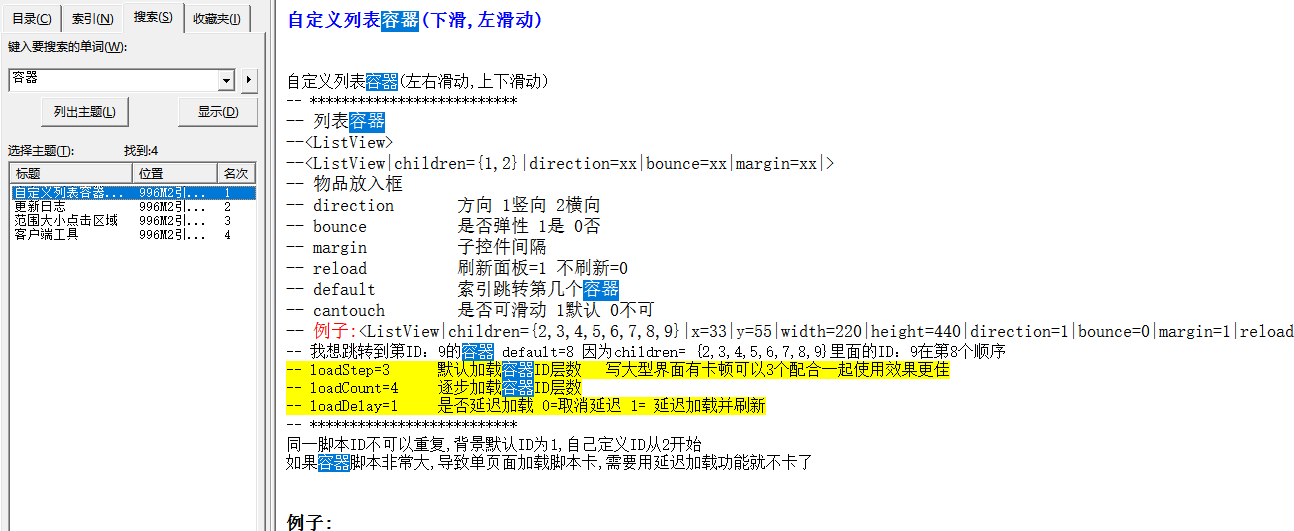 目录(C) 索引(N) 搜索(S) 收藏夹(I)
键入要搜索的单词(W):
容器
列出主题(L) 显示(D)
选择主题(T): 找到:4
标题 位置 名次
自定义列表容器... 996M2引... 1
更新日志 996M2引... 2
范围大小点击区域 996M2引... 3
客户端工具 996M2引... 4
自定义列表容器(下滑,左滑动)
自定义列表容器(左右滑动,上下滑动)
-- **************************
-- 列表容器
--<ListView>
--<ListView|children={1,2}|direction=xx|bounce=xx|margin=xx|>
-- 物品放入框
-- direction 方向 1竖向 2横向
-- bounce 是否弹性 1是 0否
-- margin 子控件间隔
-- reload 刷新面板=1 不刷新=0
-- default 索引跳转第几个容器
-- cantouch 是否可滑动 1默认 0不可
-- 例子:<ListView|children={2,3,4,5,6,7,8,9}|x=33|y=55|width=220|height=440|direction=1|bounce=0|margin=1|reload
-- 我想跳转到第ID: 9的容器 default=8 因为children= {2,3,4,5,6,7,8,9}里面的ID: 9在第8个顺序
-- loadStep=3 默认加载容器ID层数 写大型界面有卡顿可以3个配合一起使用效果更佳
-- loadCount=4 逐步加载容器ID层数
-- loadDelay=1 是否延迟加载 0=取消延迟 1= 延迟加载并刷新
-- **************************
同一脚本ID不可以重复,背景默认ID为1,自己定义ID从2开始
如果容器脚本非常大,导致单页面加载脚本卡,需要用延迟加载功能就不卡了
例子: